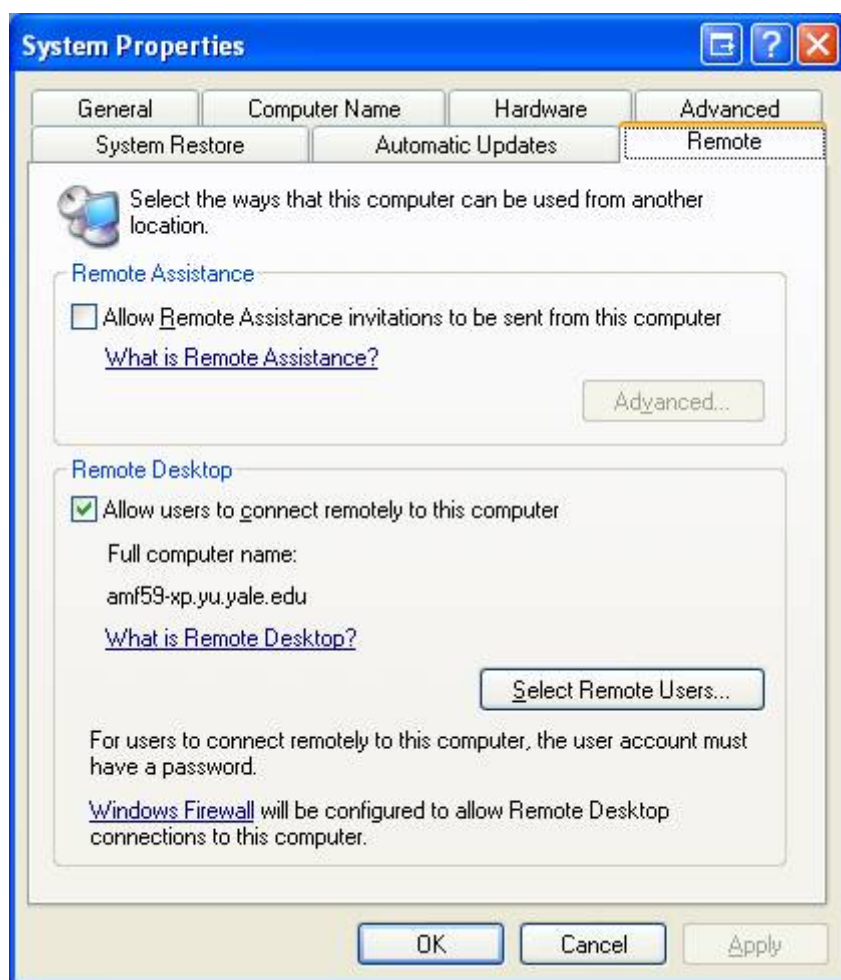 System Properties
?
General Computer Name Hardware Advanced
System Restore Automatic Updates Remote
Select the ways that this computer can be used from another
location.
Remote Assistance
Allow Remote Assistance invitations to be sent from this computer
What is Remote Assistance?
Advanced...
Remote Desktop
Allow users to connect remotely to this computer
Full computer name:
amf59-xp.yu.yale.edu
What is Remote Desktop?
Select Remote Users...
For users to connect remotely to this computer, the user account must
have a password.
Windows Firewall will be configured to allow Remote Desktop
connections to this computer.
OK Cancel Apply